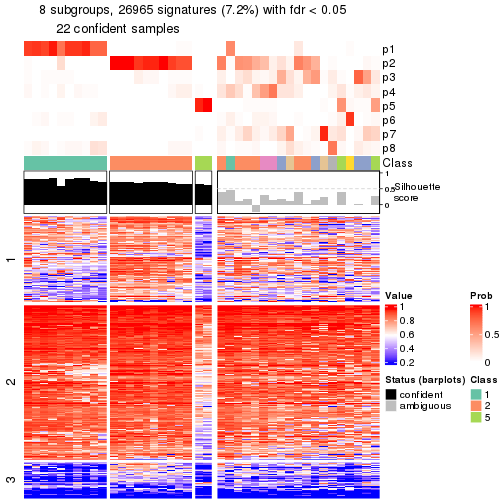 8 subgroups, 26965 signatures (7.2%) with fdr < 0.05
22 confident samples
p1
p2
p3
p4
p5
p6
p7
p8
Class
1
0.5
0
Silhouette
score
1
2
3
Value
1
0.8
0.6
0.4
0.2
Prob
1
0.5
0
Status (barplots)
confident
ambiguous
Class
1
2
5